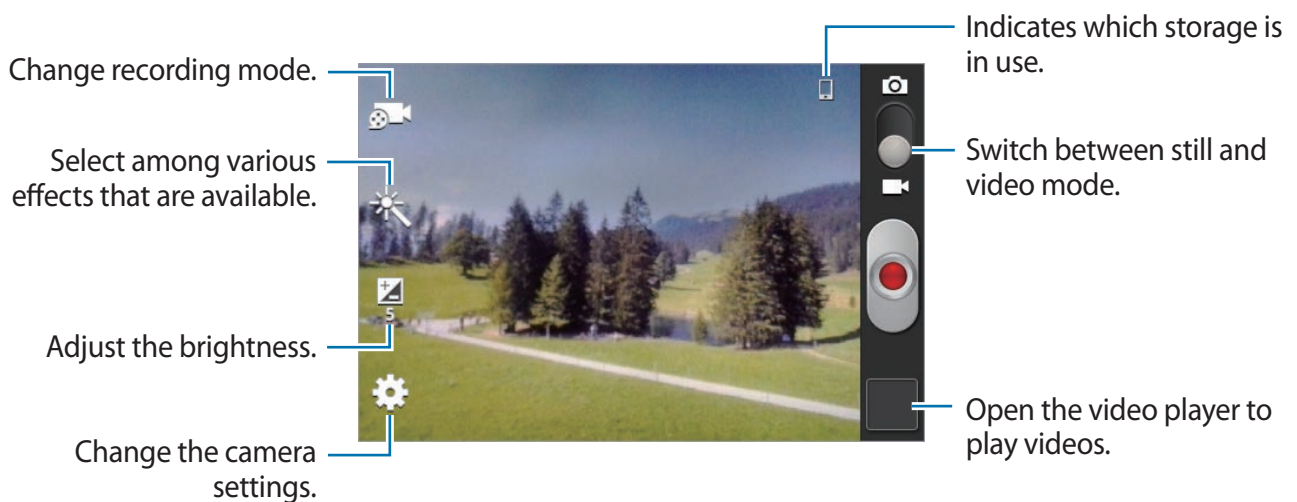 Change recording mode.
Select among various
effects that are available.
Adjust the brightness.
Change the camera
settings.
5
Indicates which storage is
in use.
Switch between still and
video mode.
Open the video player to
play videos.